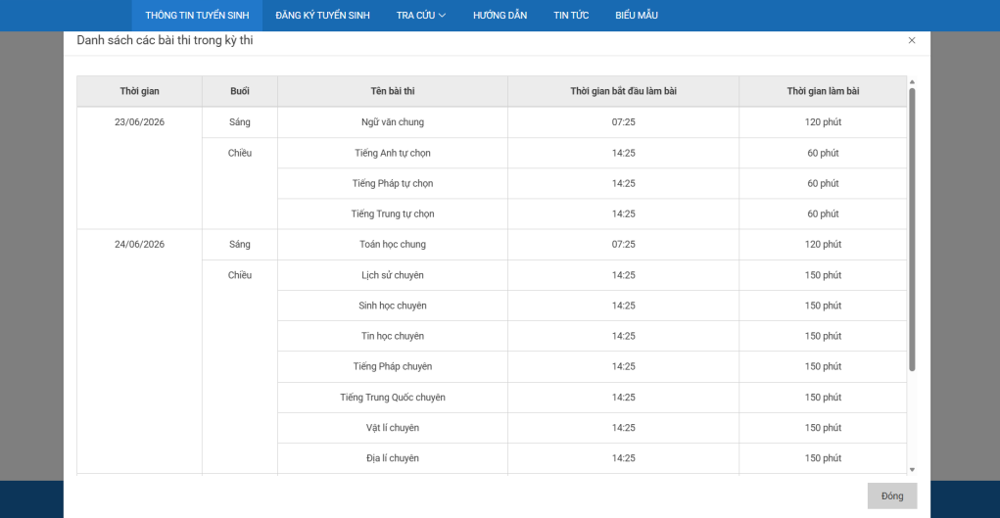 THÔNG TIN TUYỂN SINH ĐĂNG KÝ TUYỂN SINH TRA CỨU HƯỚNG DẪN TIN TỨC BIỂU MẪU
Danh sách các bài thi trong kỳ thi
Thời gian Buổi Tên bài thi Thời gian bắt đầu làm bài Thời gian làm bài
23/06/2026 Sáng Ngữ văn chung 07:25 120 phút
Chiều Tiếng Anh tự chọn 14:25 60 phút
Tiếng Pháp tự chọn 14:25 60 phút
Tiếng Trung tự chọn 14:25 60 phút
24/06/2026 Sáng Toán học chung 07:25 120 phút
Chiều Lịch sử chuyên 14:25 150 phút
Sinh học chuyên 14:25 150 phút
Tin học chuyên 14:25 150 phút
Tiếng Pháp chuyên 14:25 150 phút
Tiếng Trung Quốc chuyên 14:25 150 phút
Vật lí chuyên 14:25 150 phút
Địa lí chuyên 14:25 150 phút
Đóng